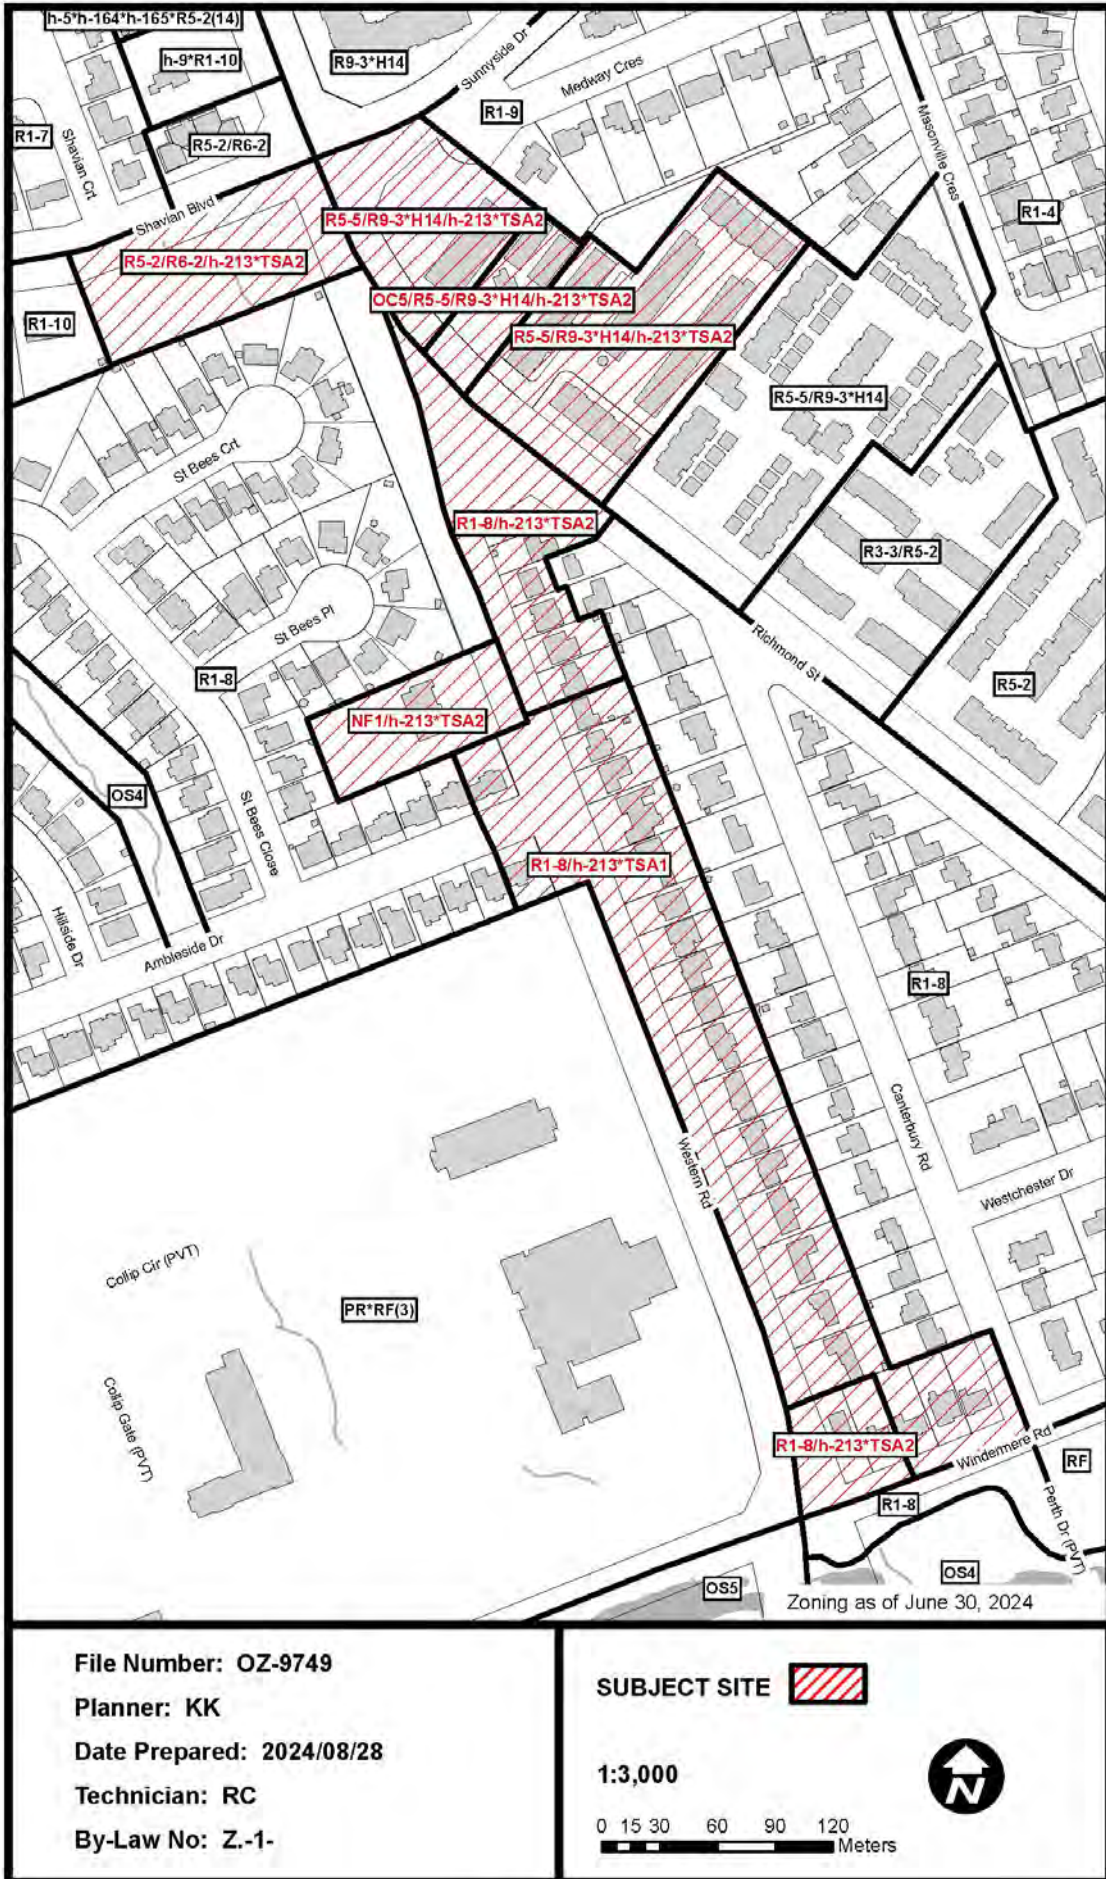 h-5*h-164*h-165*R5-2(14)
h-9*R1-10
R9-3*H14
Sunnyside Dr
Medway Cres
R1-9
R1-7
Shavian Crt
R5-2/R6-2
Masonville Cres
R1-4
Shavian Blvd
R5-5/R9-3*H14/h-213*TSA2
R5-2/R6-2/h-213*TSA2
OC5/R5-5/R9-3*H14/h-213*TSA2
R1-10
R5-5/R9-3*H14/h-213*TSA2
R5-5/R9-3*H14
St Bees Crt
R1-8/h-213*TSA2
R3-3/R5-2
St Bees Pl
Richmond St
R1-8
R5-2
NF1/h-213*TSA2
OS4
St Bees Close
R1-8/h-213*TSA1
Hillside Dr
Ambleside Dr
R1-8
Canterbury Rd
Western Rd
Westchester Dr
Collip Cir (PVT)
PR*RF(3)
Collip Gate (PVT)
R1-8/h-213*TSA2
Windermere Rd
RF
R1-8
Perth Dr (PVT)
OS4
OS5
Zoning as of June 30, 2024
File Number: OZ-9749
Planner: KK
Date Prepared: 2024/08/28
Technician: RC
By-Law No: Z.-1-
SUBJECT SITE
1:3,000
N
0 15 30 60 90 120
Meters